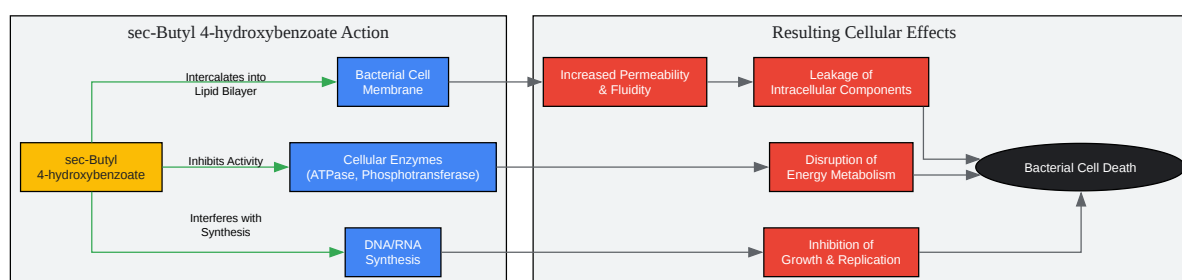 sec-Butyl 4-hydroxybenzoate Action
Resulting Cellular Effects
Intercalates into
Lipid Bilayer
Bacterial Cell
Membrane
Increased Permeability
& Fluidity
Leakage of
Intracellular Components
sec-Butyl
4-hydroxybenzoate
Inhibits Activity
Cellular Enzymes
(ATPase, Phosphotransferase)
Disruption of
Energy Metabolism
Bacterial Cell Death
Interferes with
Synthesis
DNA/RNA
Synthesis
Inhibition of
Growth & Replication